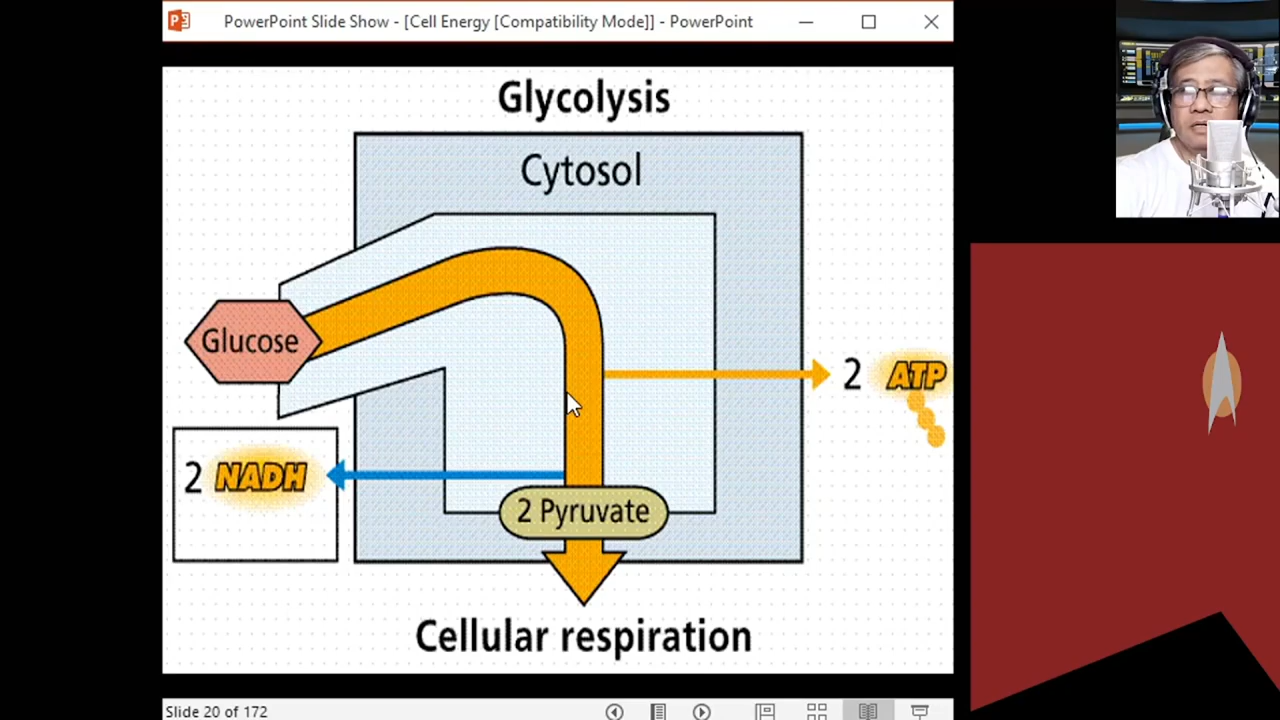 PowerPoint Slide Show - [Cell Energy [Compatibility Mode]] - PowerPoint
Glycolysis
Cytosol
Glucose
2 ATP
2 NADH
2 Pyruvate
Cellular respiration
Slide 20 of 172